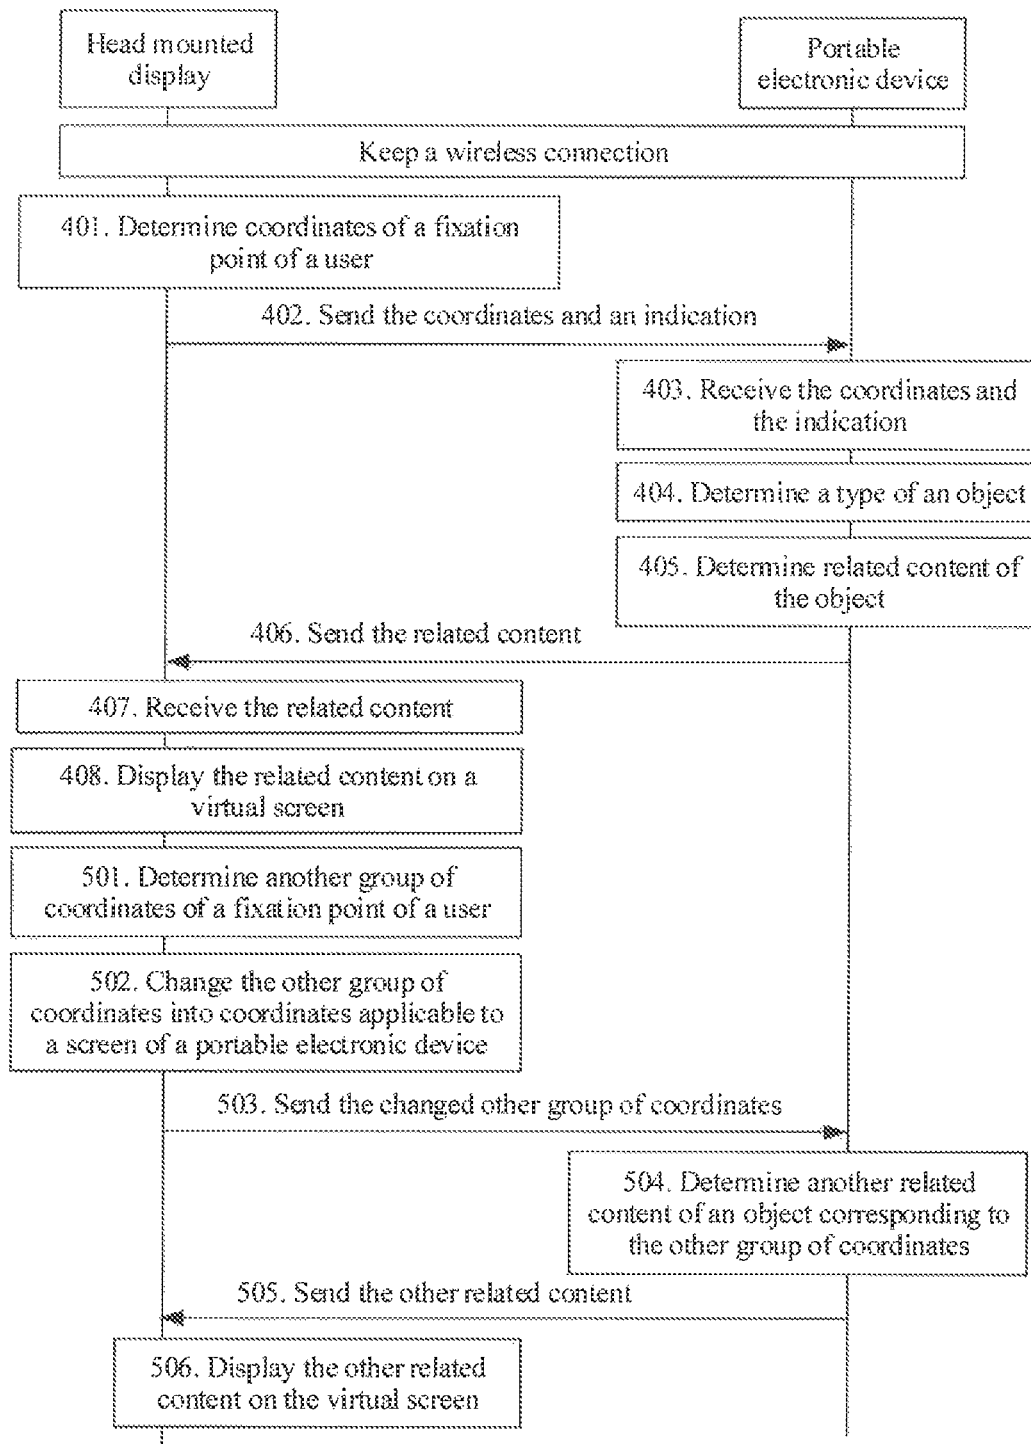 Head mounted
display
Portable
electronic device
Keep a wireless connection
401. Determine coordinates of a fixation
point of a user
402. Send the coordinates and an indication
403. Receive the coordinates and
the indication
404. Determine a type of an object
405. Determine related content of
the object
406. Send the related content
407. Receive the related content
408. Display the related content on a
virtual screen
501. Determine another group of
coordinates of a fixation point of a user
502. Change the other group of
coordinates into coordinates applicable to
a screen of a portable electronic device
503. Send the changed other group of coordinates
504. Determine another related
content of an object corresponding to
the other group of coordinates
505. Send the other related content
506. Display the other related
content on the virtual screen